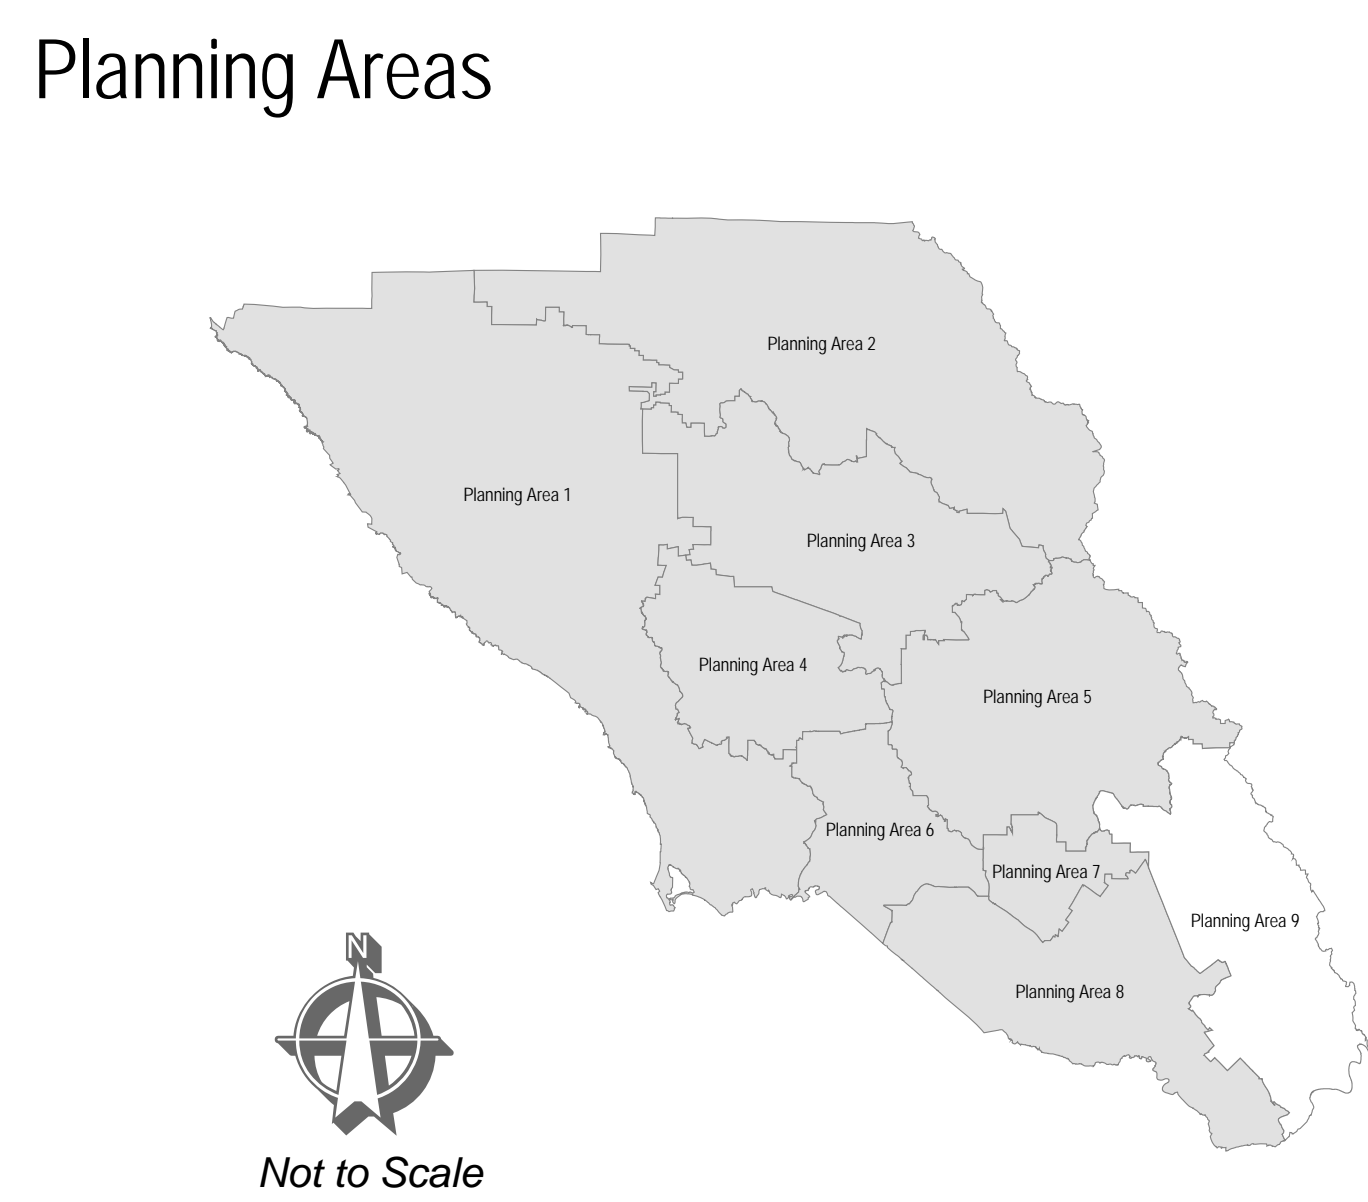 Planning Areas
Planning Area 2
Planning Area 1
Planning Area 3
Planning Area 4
Planning Area 5
Planning Area 6
Planning Area 7
Planning Area 9
Planning Area 8
N
Not to Scale